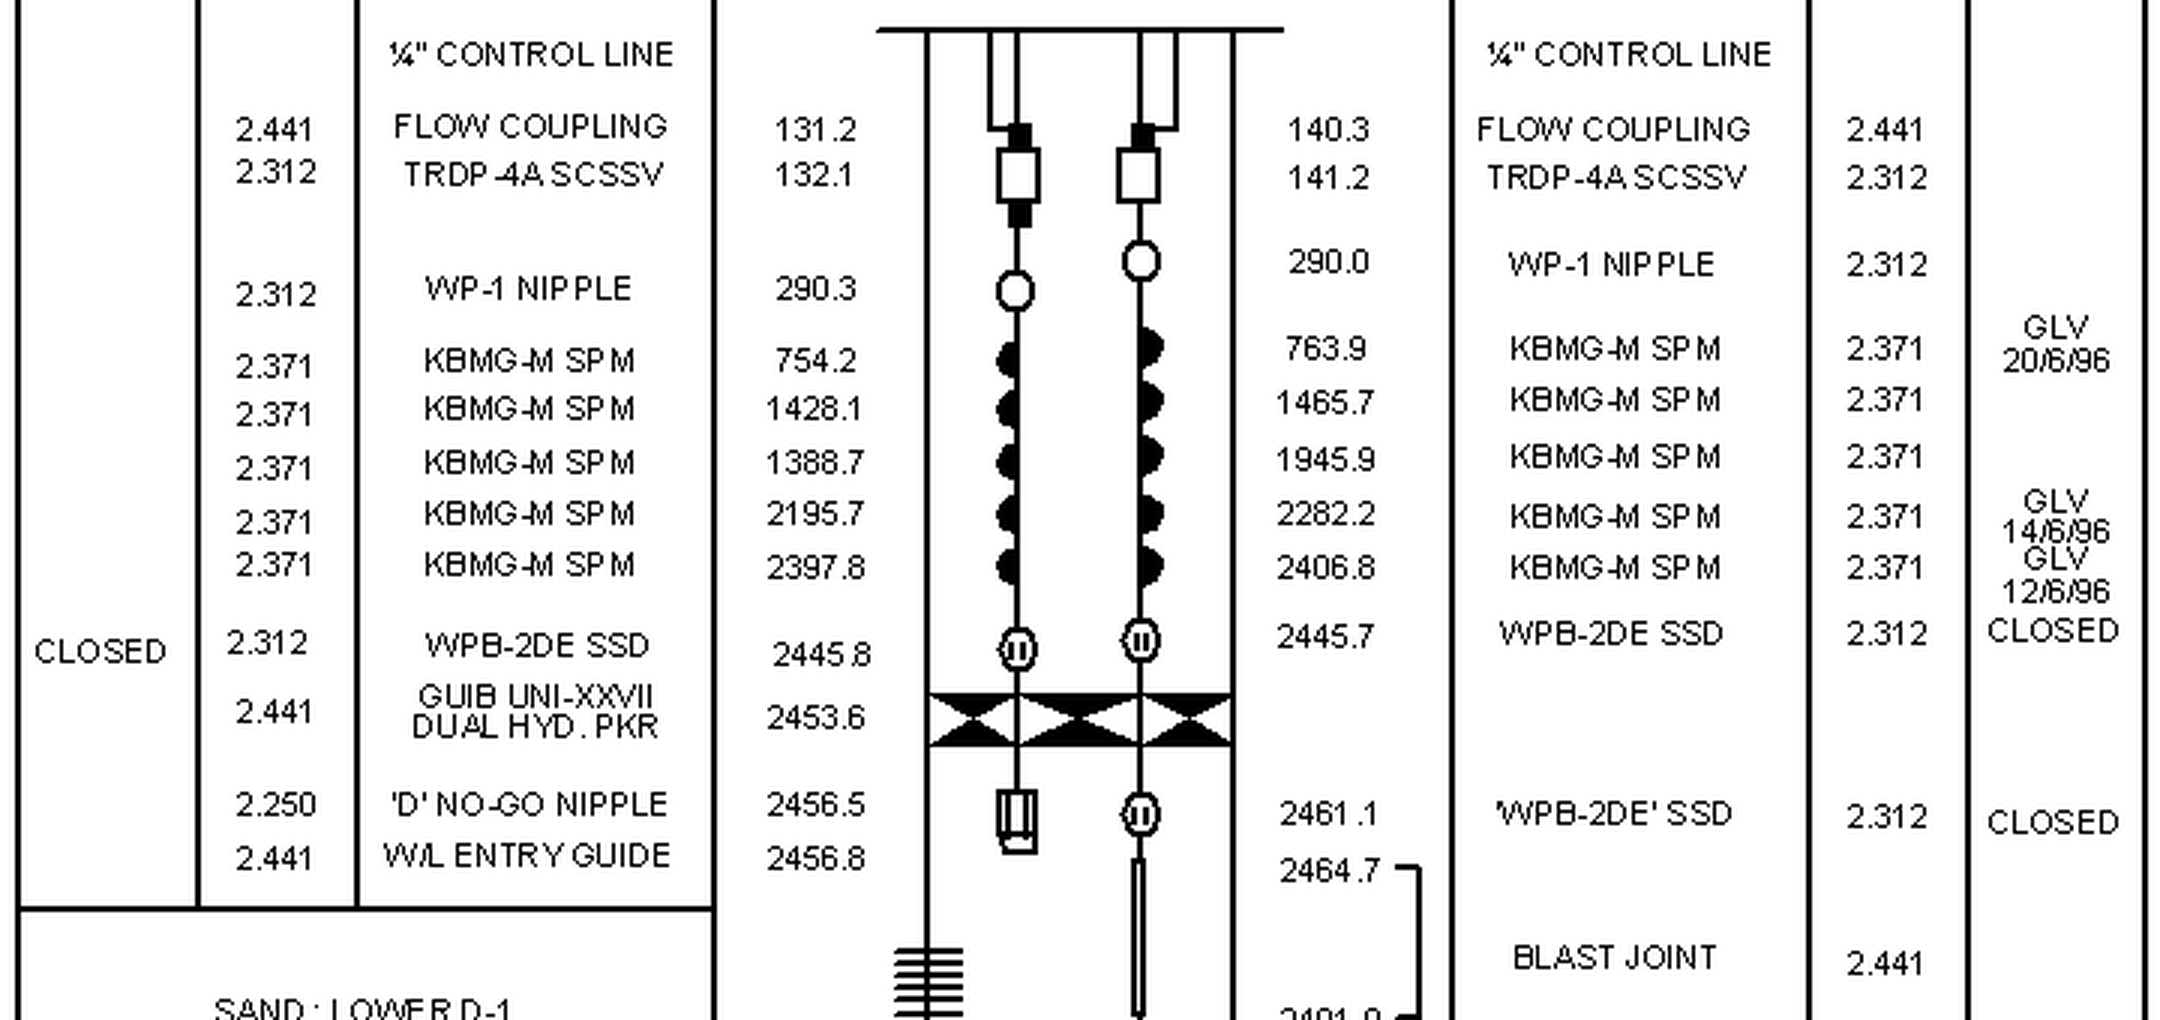 ¼" CONTROL LINE ¼" CONTROL LINE
2.441 FLOW COUPLING 131.2 140.3 FLOW COUPLING 2.441
2.312 TRDP-4A SCSSV 132.1 141.2 TRDP-4A SCSSV 2.312
2.312 WP-1 NIPPLE 290.3 290.0 WP-1 NIPPLE 2.312
2.371 KBMG-M SPM 754.2 763.9 KBMG-M SPM 2.371 GLV
20/6/96
2.371 KBMG-M SPM 1428.1 1465.7 KBMG-M SPM 2.371
2.371 KBMG-M SPM 1388.7 1945.9 KBMG-M SPM 2.371
2.371 KBMG-M SPM 2195.7 2282.2 KBMG-M SPM 2.371 GLV
14/6/96
2.371 KBMG-M SPM 2397.8 2406.8 KBMG-M SPM 2.371 GLV
12/6/96
CLOSED 2.312 WPB-2DE SSD 2445.8 2445.7 WPB-2DE SSD 2.312 CLOSED
2.441 GUIB UNI-XXVII
DUAL HYD. PKR 2453.6
2.250 'D' NO-GO NIPPLE 2456.5 2461.1 'WPB-2DE' SSD 2.312 CLOSED
2.441 W/L ENTRY GUIDE 2456.8 2464.7
BLAST JOINT 2.441
SAND : LOWER D-1